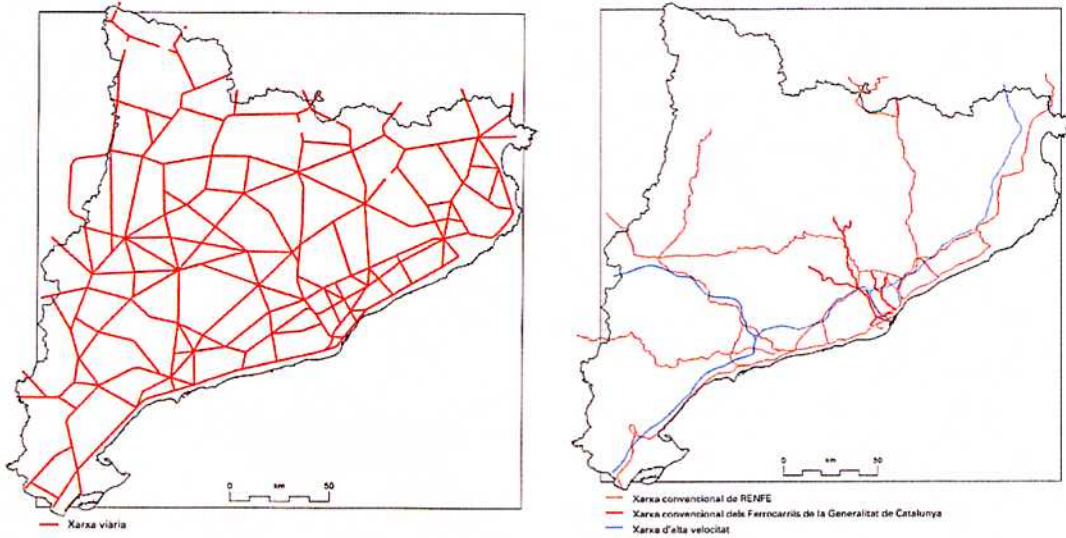 0 km 50
Xarxa viària
0 km 50
Xarxa convencional de RENFE
Xarxa convencional dels Ferrocarrils de la Generalitat de Catalunya
Xarxa d'alta velocitat